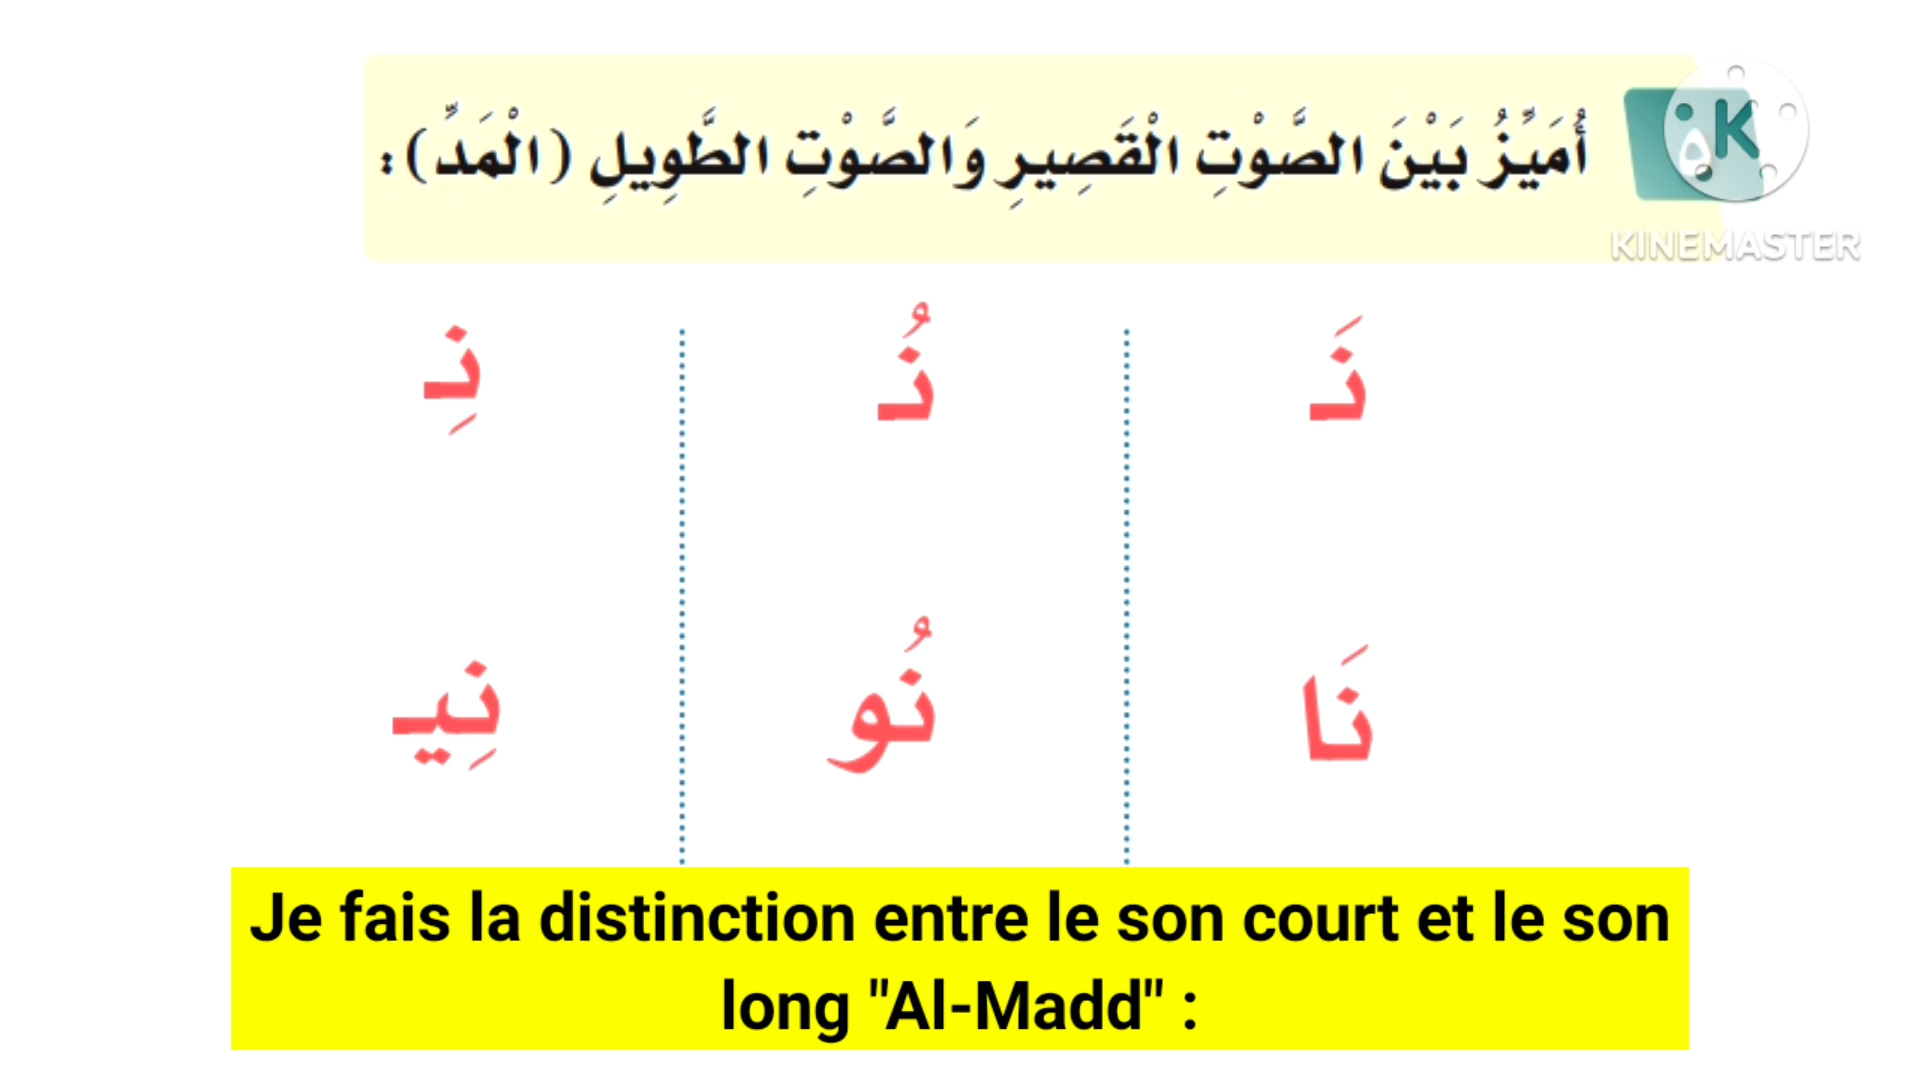 أُمَيِّزُ بَيْنَ الصَّوْتِ الْقَصِيرِ وَالصَّوْتِ الطَّوِيلِ (الْمَدِّ) :
٥
K
KINEMASTER
نَـ نُـ نِـ
نَا نُو نِيـ
Je fais la distinction entre le son court et le son
long "Al-Madd" :